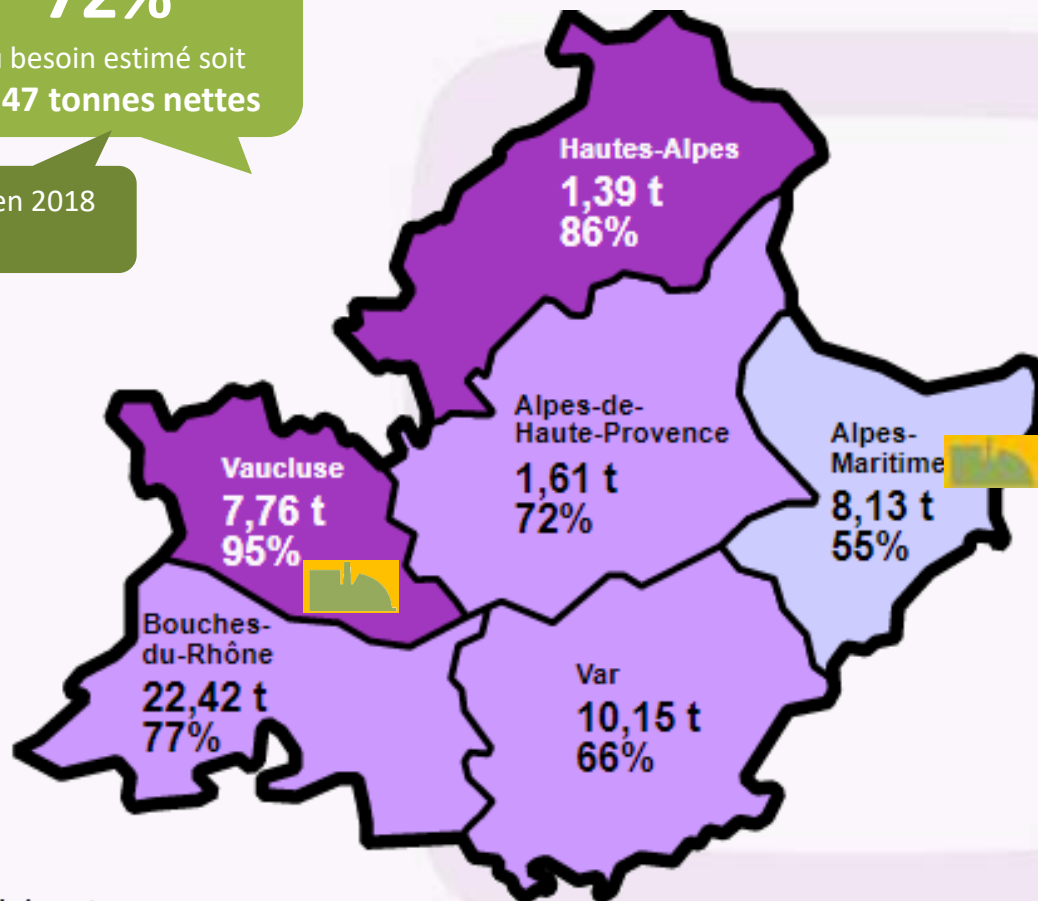 72%
besoin estimé soit
47 tonnes nettes
en 2018
Hautes-Alpes
1,39 t
86%
Alpes-de-
Haute-Provence
1,61 t
72%
Alpes-
Maritime
8,13 t
55%
Vaucluse
7,76 t
95%
Bouches-
du-Rhône
22,42 t
77%
Var
10,15 t
66%